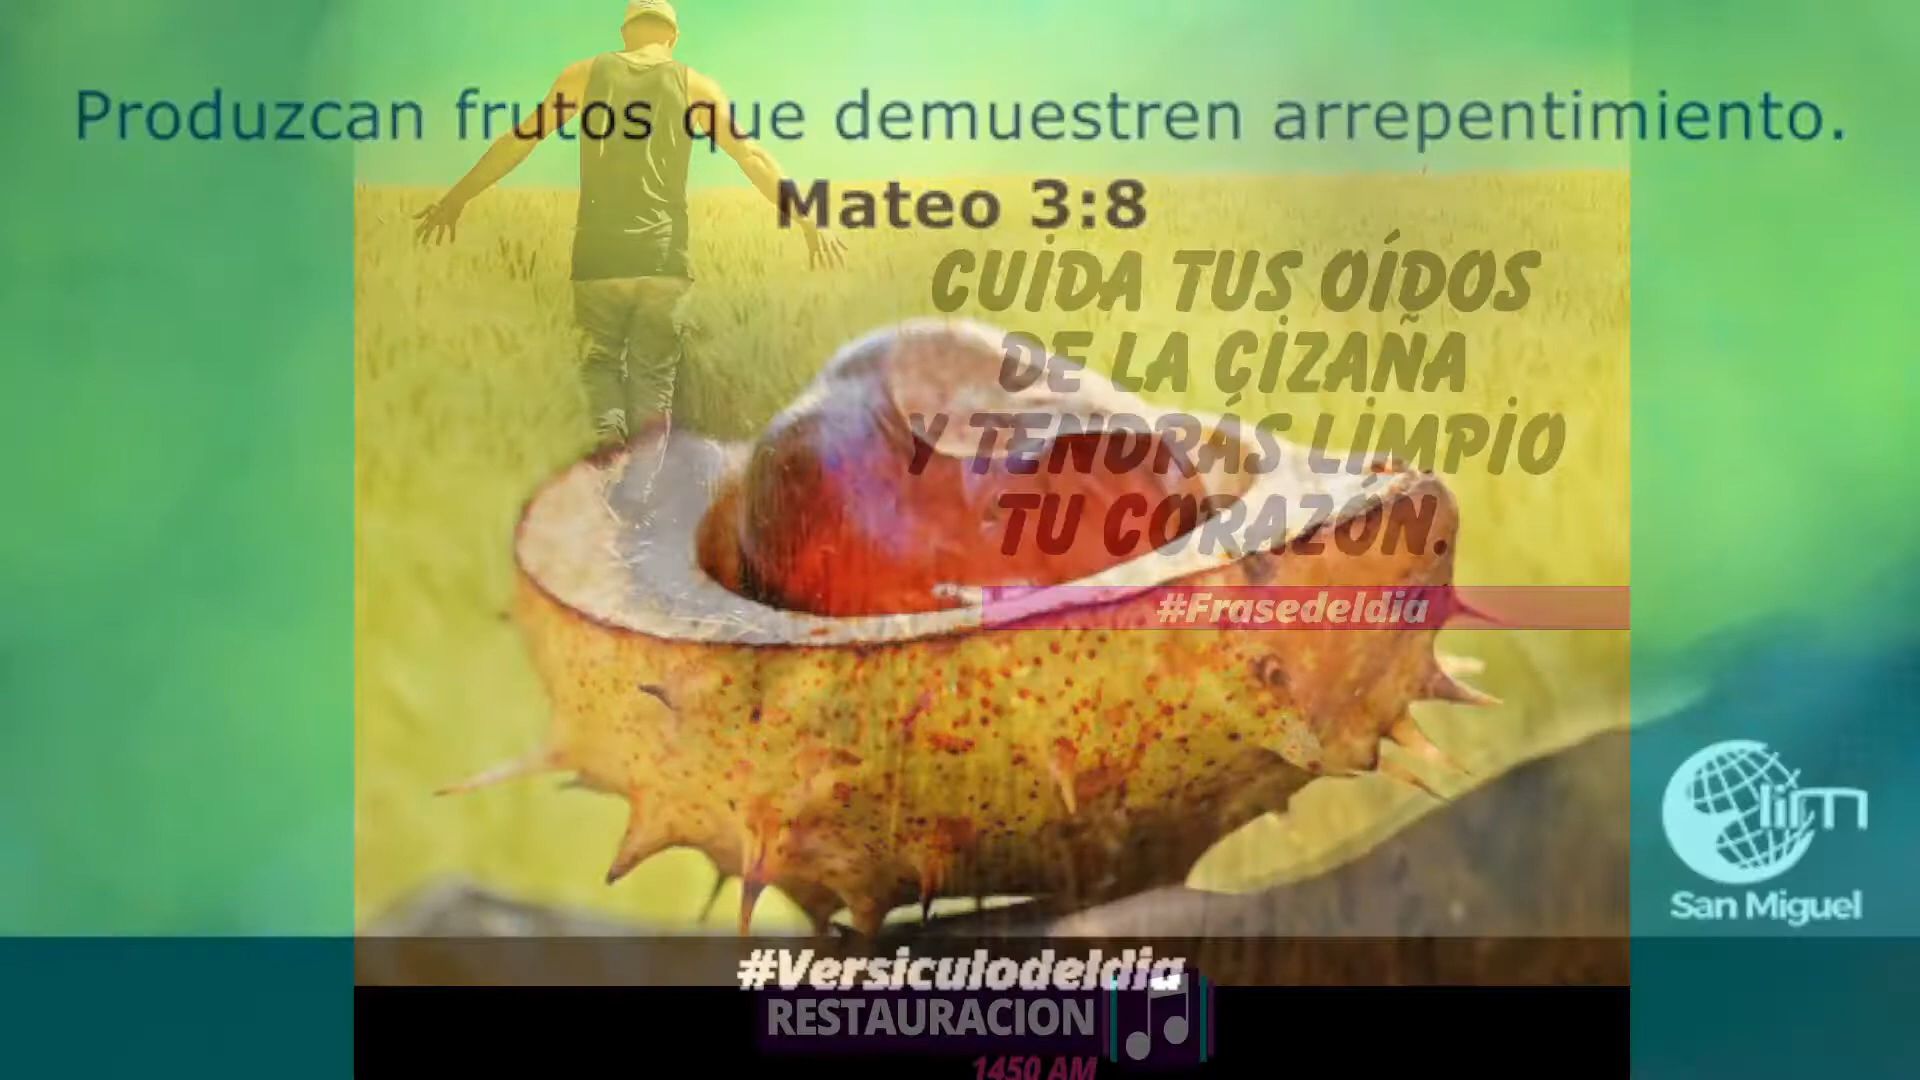 Produzcan frutos que demuestren arrepentimiento.
Mateo 3:8
CUIDA TUS OÍDOS
DE LA CIZAÑA
Y TENDRÁS LIMPIO
TU CORAZÓN.
#Frasedeldia
Elim
San Miguel
#Versiculodeldia
RESTAURACION
1450 AM